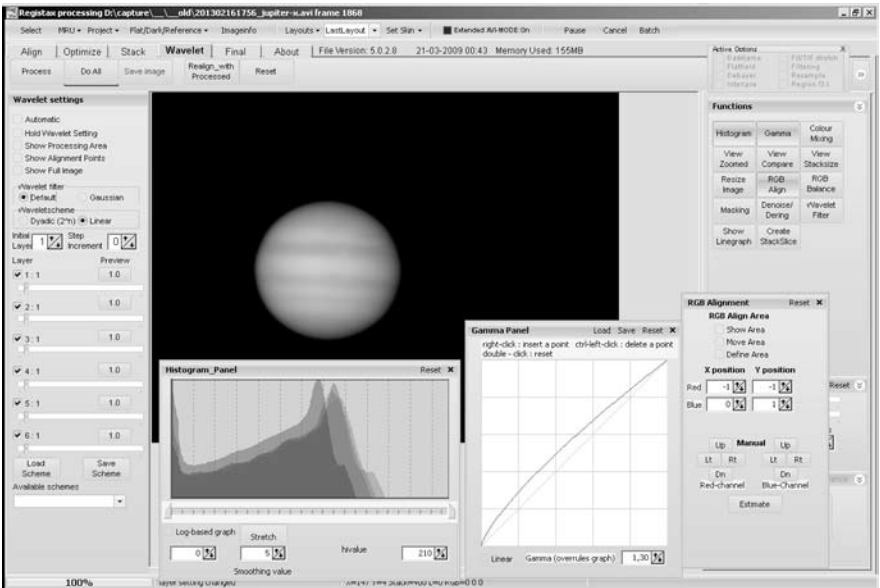 Registax processing D:\capture\__\__old\201302161756_jupiter-x.avi frame 1868
Select MRU Project Flat/Dark/Reference Imageinfo Layouts LastLayout Set Skin Extended AVI-MODE:ON Pause Cancel Batch
Align Optimize Stack Wavelet Final About File Version: 5.0.2.8 21-03-2009 00:43 Memory Used: 155MB
Process Do All Save image Realign_with Processed Reset
Active Options X
Flatfield Filtering
Debayer Resample
Interlace
Wavelet settings
Automatic
Hold Wavelet Setting
Show Processing Area
Show Alignment Points
Show Full Image
Wavelet filter
Default Gaussian
Waveletscheme
Dyadic (2^n) Linear
Initial Layer 1 Step Increment 0
Layer Preview
1 : 1 1.0
2 : 1 1.0
3 : 1 1.0
4 : 1 1.0
5 : 1 1.0
6 : 1 1.0
Load Scheme Save Scheme
Available schemes
Functions
Histogram Gamma Colour Mixing
View Zoomed View Compare View Stacksize
Resize Image RGB Align RGB Balance
Masking Denoise/Dering Wavelet Filter
Show Linegraph Create StackSlice
Histogram_Panel Reset
Log-based graph Stretch
0 5 hivalue 210
Smoothing value
Gamma Panel Load Save Reset
right-click : insert a point ctrl-left-click : delete a point
double - click : reset
Linear Gamma (overrules graph) 1,30
RGB Alignment Reset
RGB Align Area
Show Area
Move Area
Define Area
X position Y position
Red -1 -1
Blue 0 1
Up Manual Up
Lt Rt Lt Rt
Dn Dn
Red-channel Blue-Channel
Estimate
Reset
100% layer setting changed